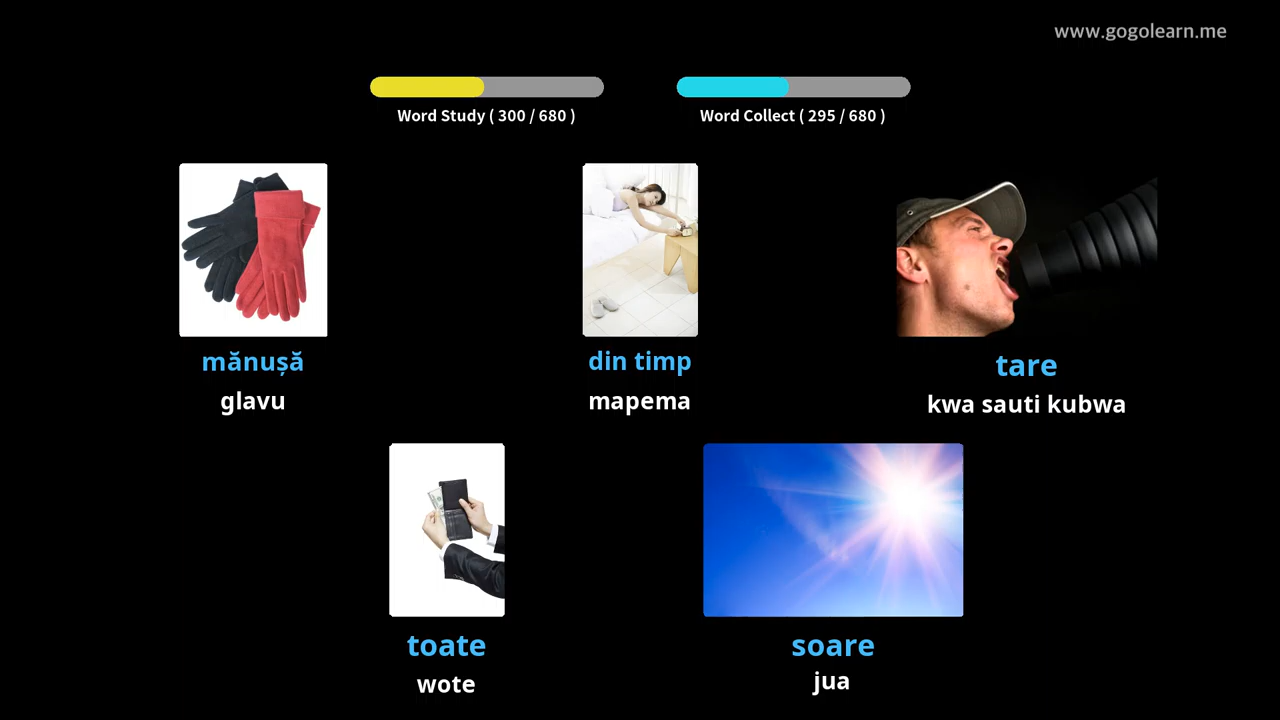 www.gogolearn.me
Word Study ( 300 / 680 )
Word Collect ( 295 / 680 )
mănușă
glavu
din timp
mapema
tare
kwa sauti kubwa
toate
wote
soare
jua